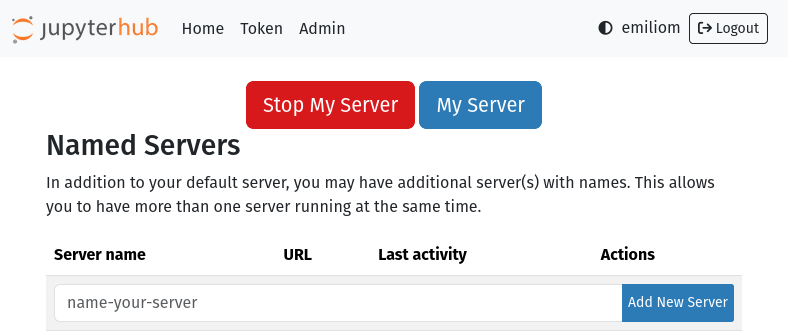 jupyterhub Home Token Admin emiliom Logout
Stop My Server My Server
Named Servers
In addition to your default server, you may have additional server(s) with names. This allows
you to have more than one server running at the same time.
Server name URL Last activity Actions
name-your-server Add New Server